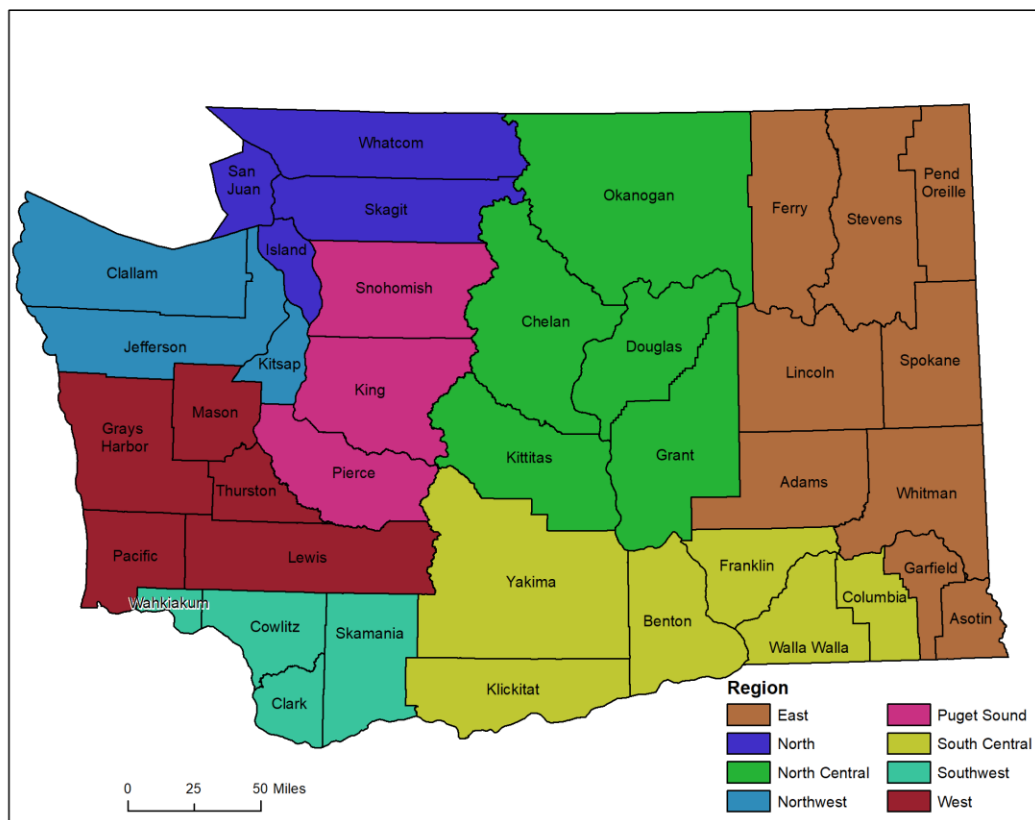 Whatcom
San
Juan
Skagit
Okanogan
Ferry
Stevens
Pend
Oreille
Island
Clallam
Snohomish
Chelan
Jefferson
Kitsap
Douglas
Lincoln
Spokane
King
Mason
Grays
Harbor
Kittitas
Grant
Pierce
Adams
Whitman
Thurston
Pacific
Lewis
Yakima
Franklin
Garfield
Columbia
Wahkiakum
Cowlitz
Skamania
Benton
Asotin
Walla Walla
Klickitat
Clark
Region
East
North
North Central
Northwest
Puget Sound
South Central
Southwest
West
0 25 50 Miles